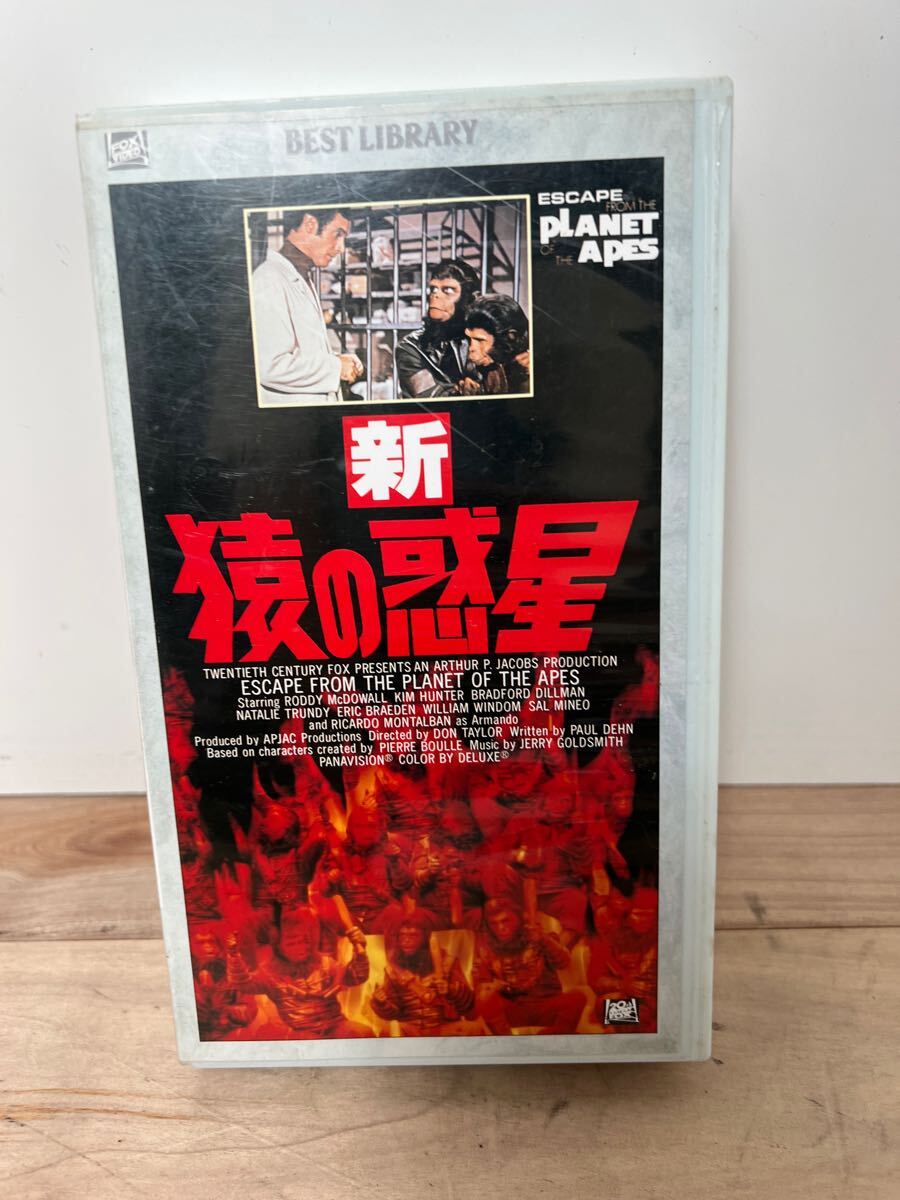 FOX
VIDEO
BEST LIBRARY
ESCAPE
FROM THE
PLANET
OF THE APES
新
猿の惑星
TWENTIETH CENTURY FOX PRESENTS AN ARTHUR P. JACOBS PRODUCTION
ESCAPE FROM THE PLANET OF THE APES
Starring RODDY McDOWALL KIM HUNTER BRADFORD DILLMAN
NATALIE TRUNDY ERIC BRAEDEN WILLIAM WINDOM SAL MINEO
and RICARDO MONTALBAN as Armando
Produced by APJAC Productions Directed by DON TAYLOR Written by PAUL DEHN
Based on characters created by PIERRE BOULLE Music by JERRY GOLDSMITH
PANAVISION® COLOR BY DELUXE®